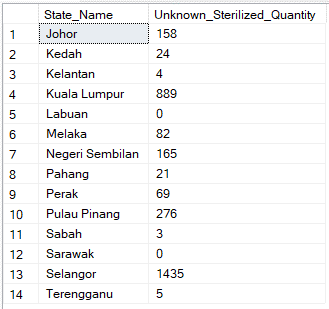 State_Name Unknown_Sterilized_Quantity
1 Johor 158
2 Kedah 24
3 Kelantan 4
4 Kuala Lumpur 889
5 Labuan 0
6 Melaka 82
7 Negeri Sembilan 165
8 Pahang 21
9 Perak 69
10 Pulau Pinang 276
11 Sabah 3
12 Sarawak 0
13 Selangor 1435
14 Terengganu 5